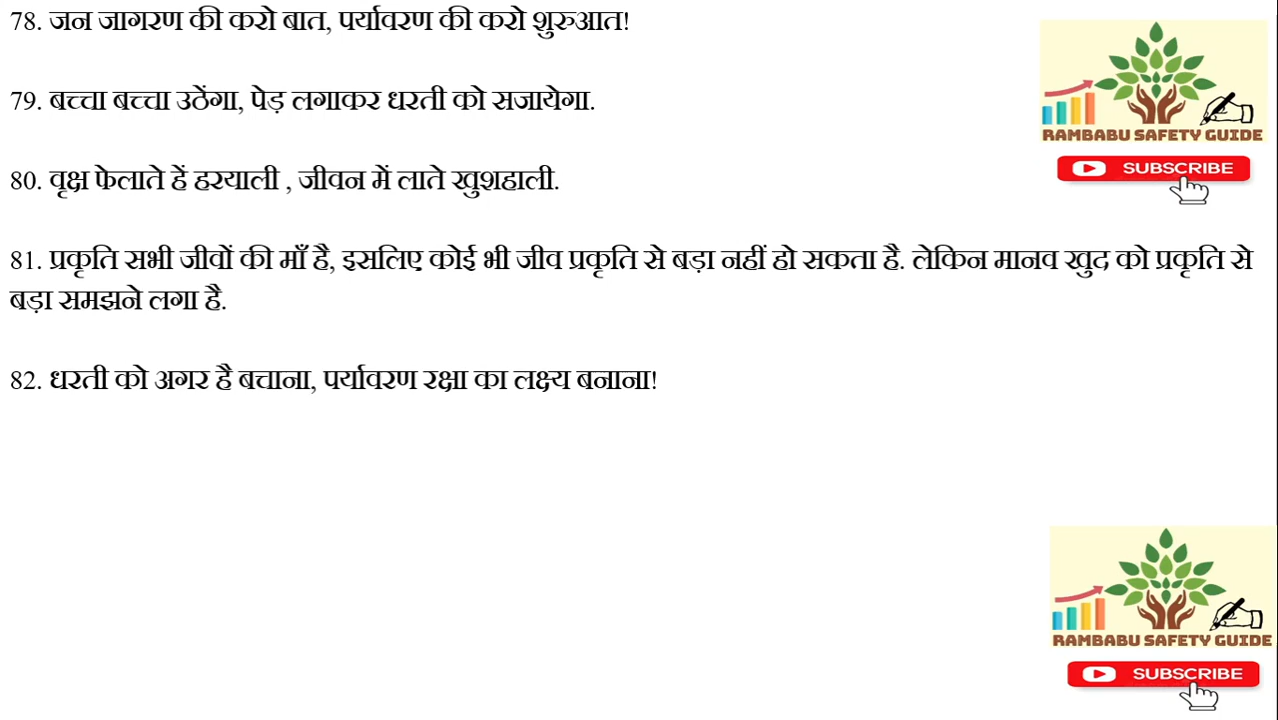 78. जन जागरण की करो बात, पर्यावरण की करो शुरुआत!
79. बच्चा बच्चा उठेंगा, पेड़ लगाकर धरती को सजायेगा.
80. वृक्ष फेलाते हें हरयाली , जीवन में लाते खुशहाली.
81. प्रकृति सभी जीवों की माँ है, इसलिए कोई भी जीव प्रकृति से बड़ा नहीं हो सकता है. लेकिन मानव खुद को प्रकृति से
बड़ा समझने लगा है.
82. धरती को अगर है बचाना, पर्यावरण रक्षा का लक्ष्य बनाना!
RAMBABU SAFETY GUIDE
SUBSCRIBE
RAMBABU SAFETY GUIDE
SUBSCRIBE